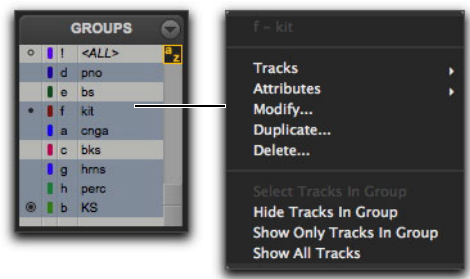 GROUPS
a z
! <ALL>
d pno
e bs
f kit
a cnga
c bks
g hrns
h perc
b KS
f - kit
Tracks
Attributes
Modify...
Duplicate...
Delete...
Select Tracks In Group
Hide Tracks In Group
Show Only Tracks In Group
Show All Tracks